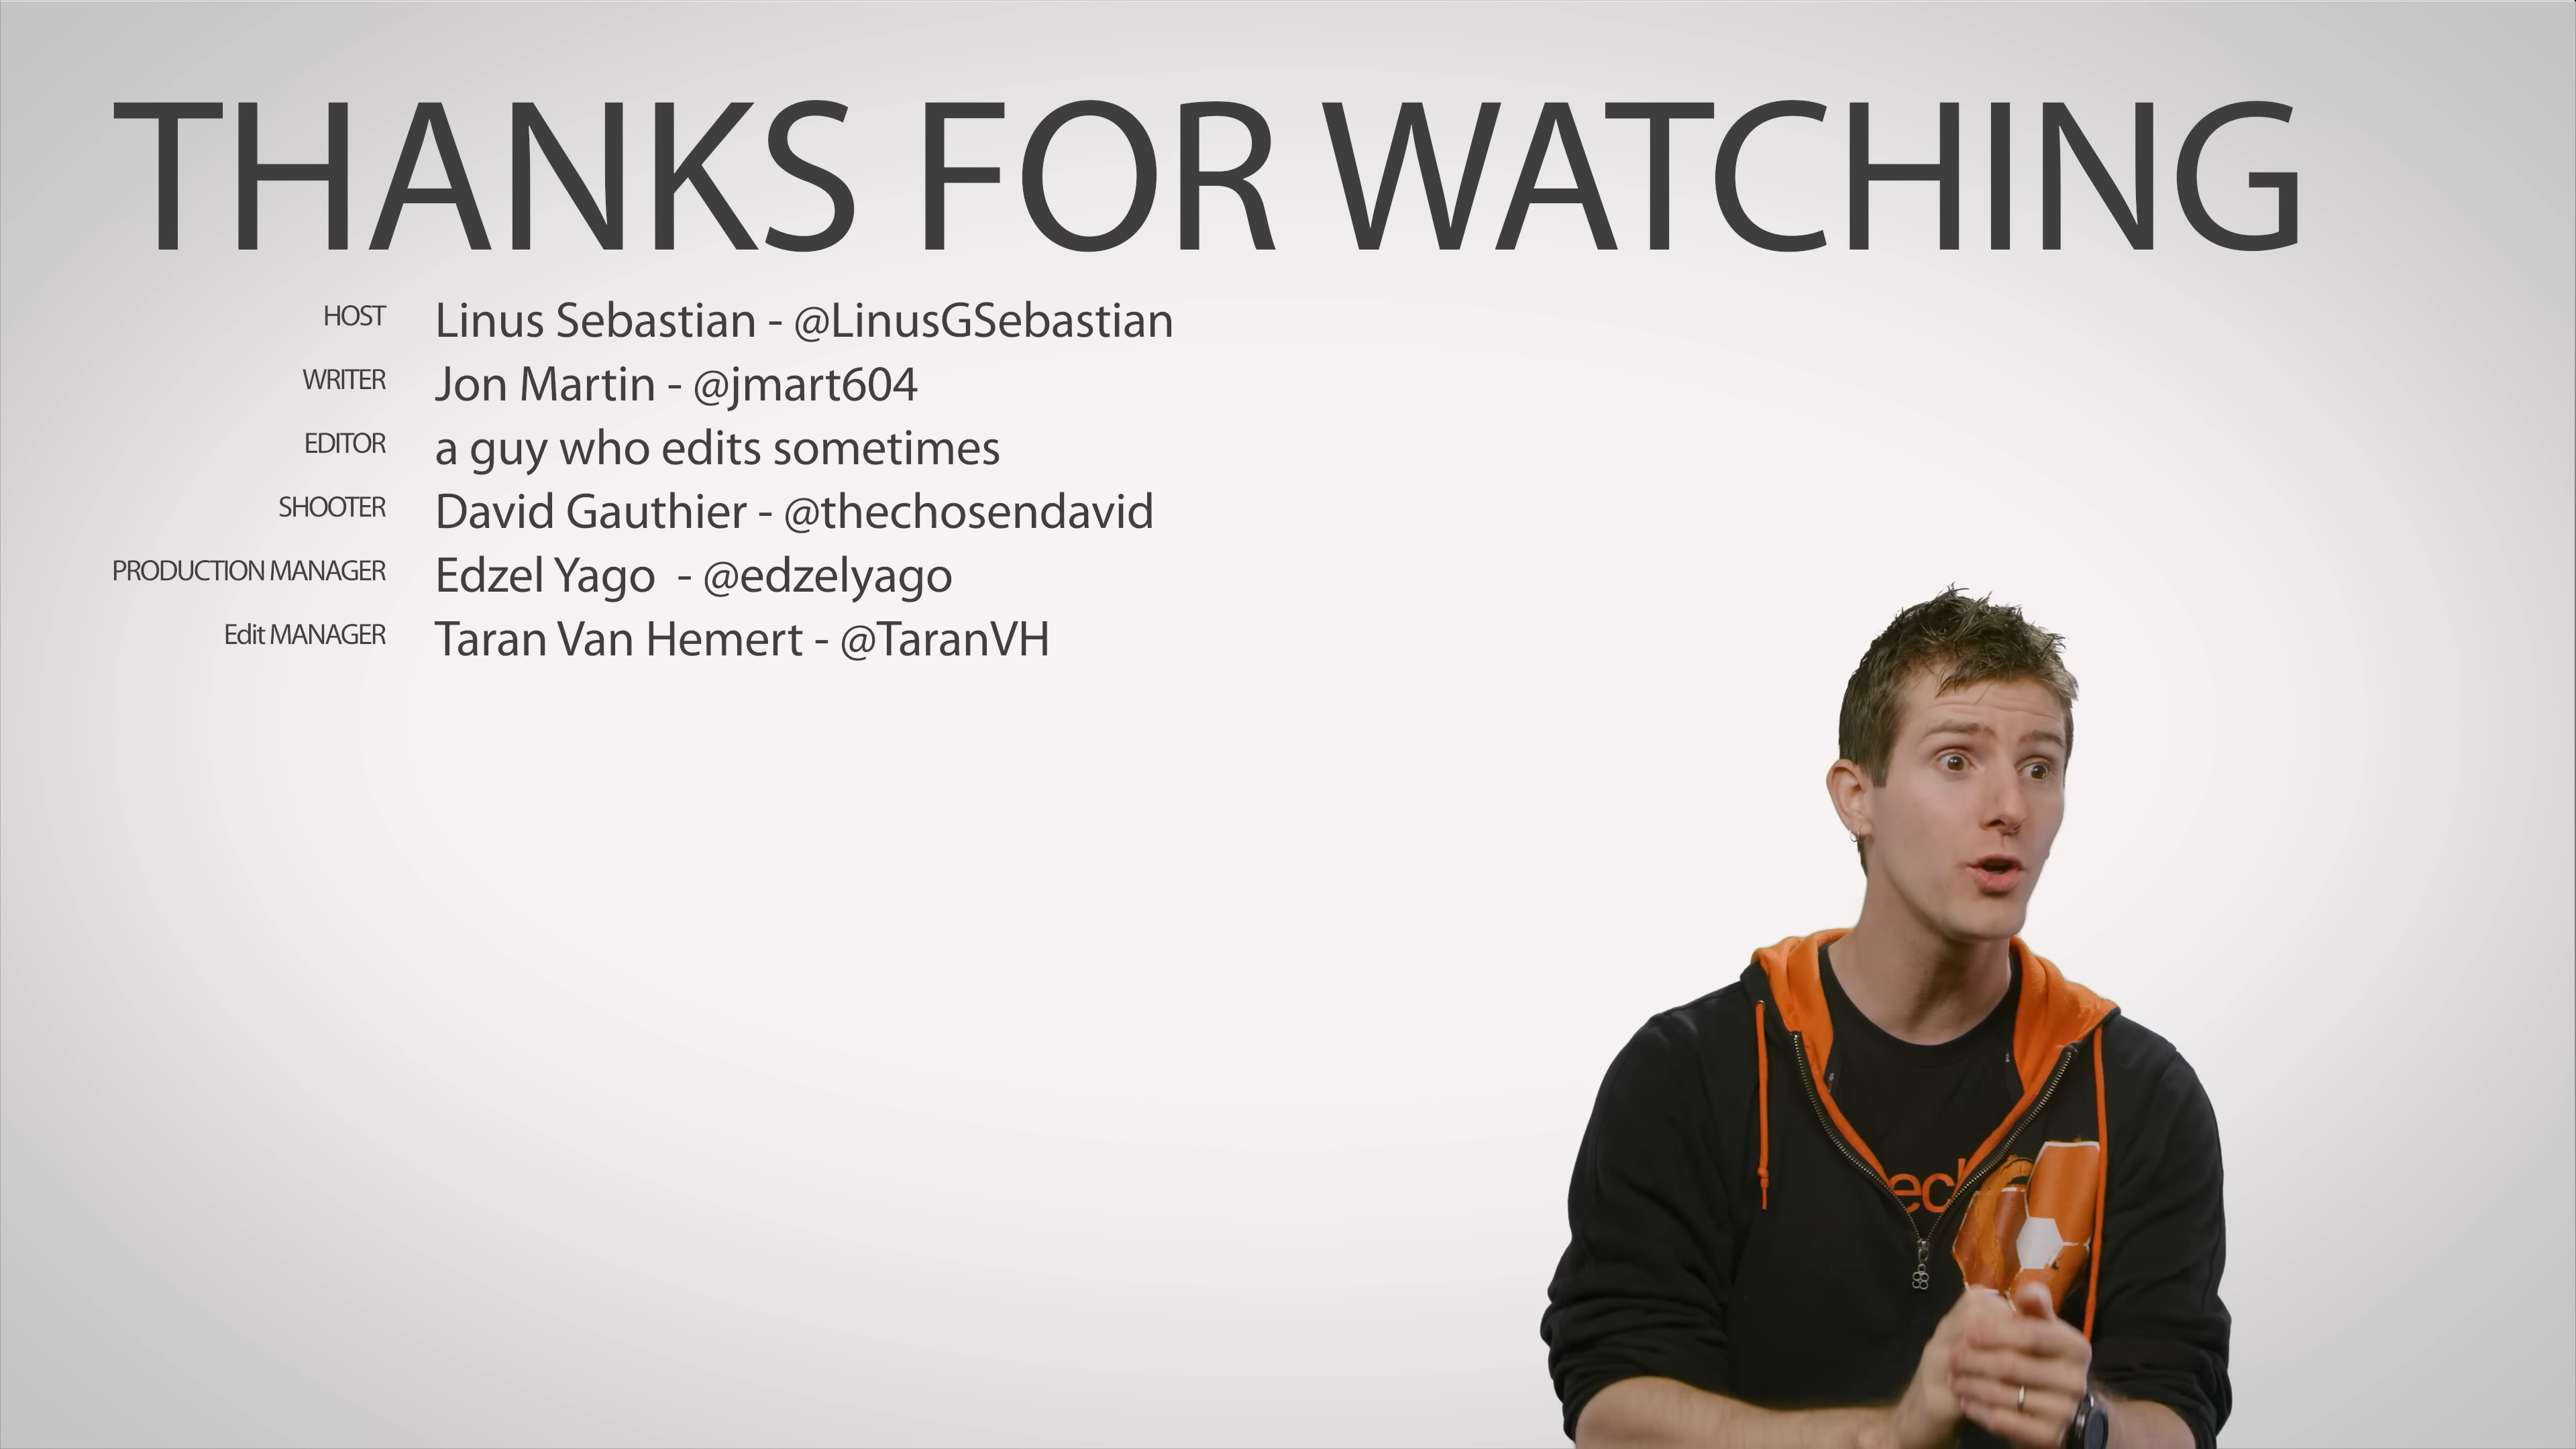 THANKS FOR WATCHING
HOST Linus Sebastian - @LinusGSebastian
WRITER Jon Martin - @jmart604
EDITOR a guy who edits sometimes
SHOOTER David Gauthier - @thechosendavid
PRODUCTION MANAGER Edzel Yago  - @edzelyago
Edit MANAGER Taran Van Hemert - @TaranVH